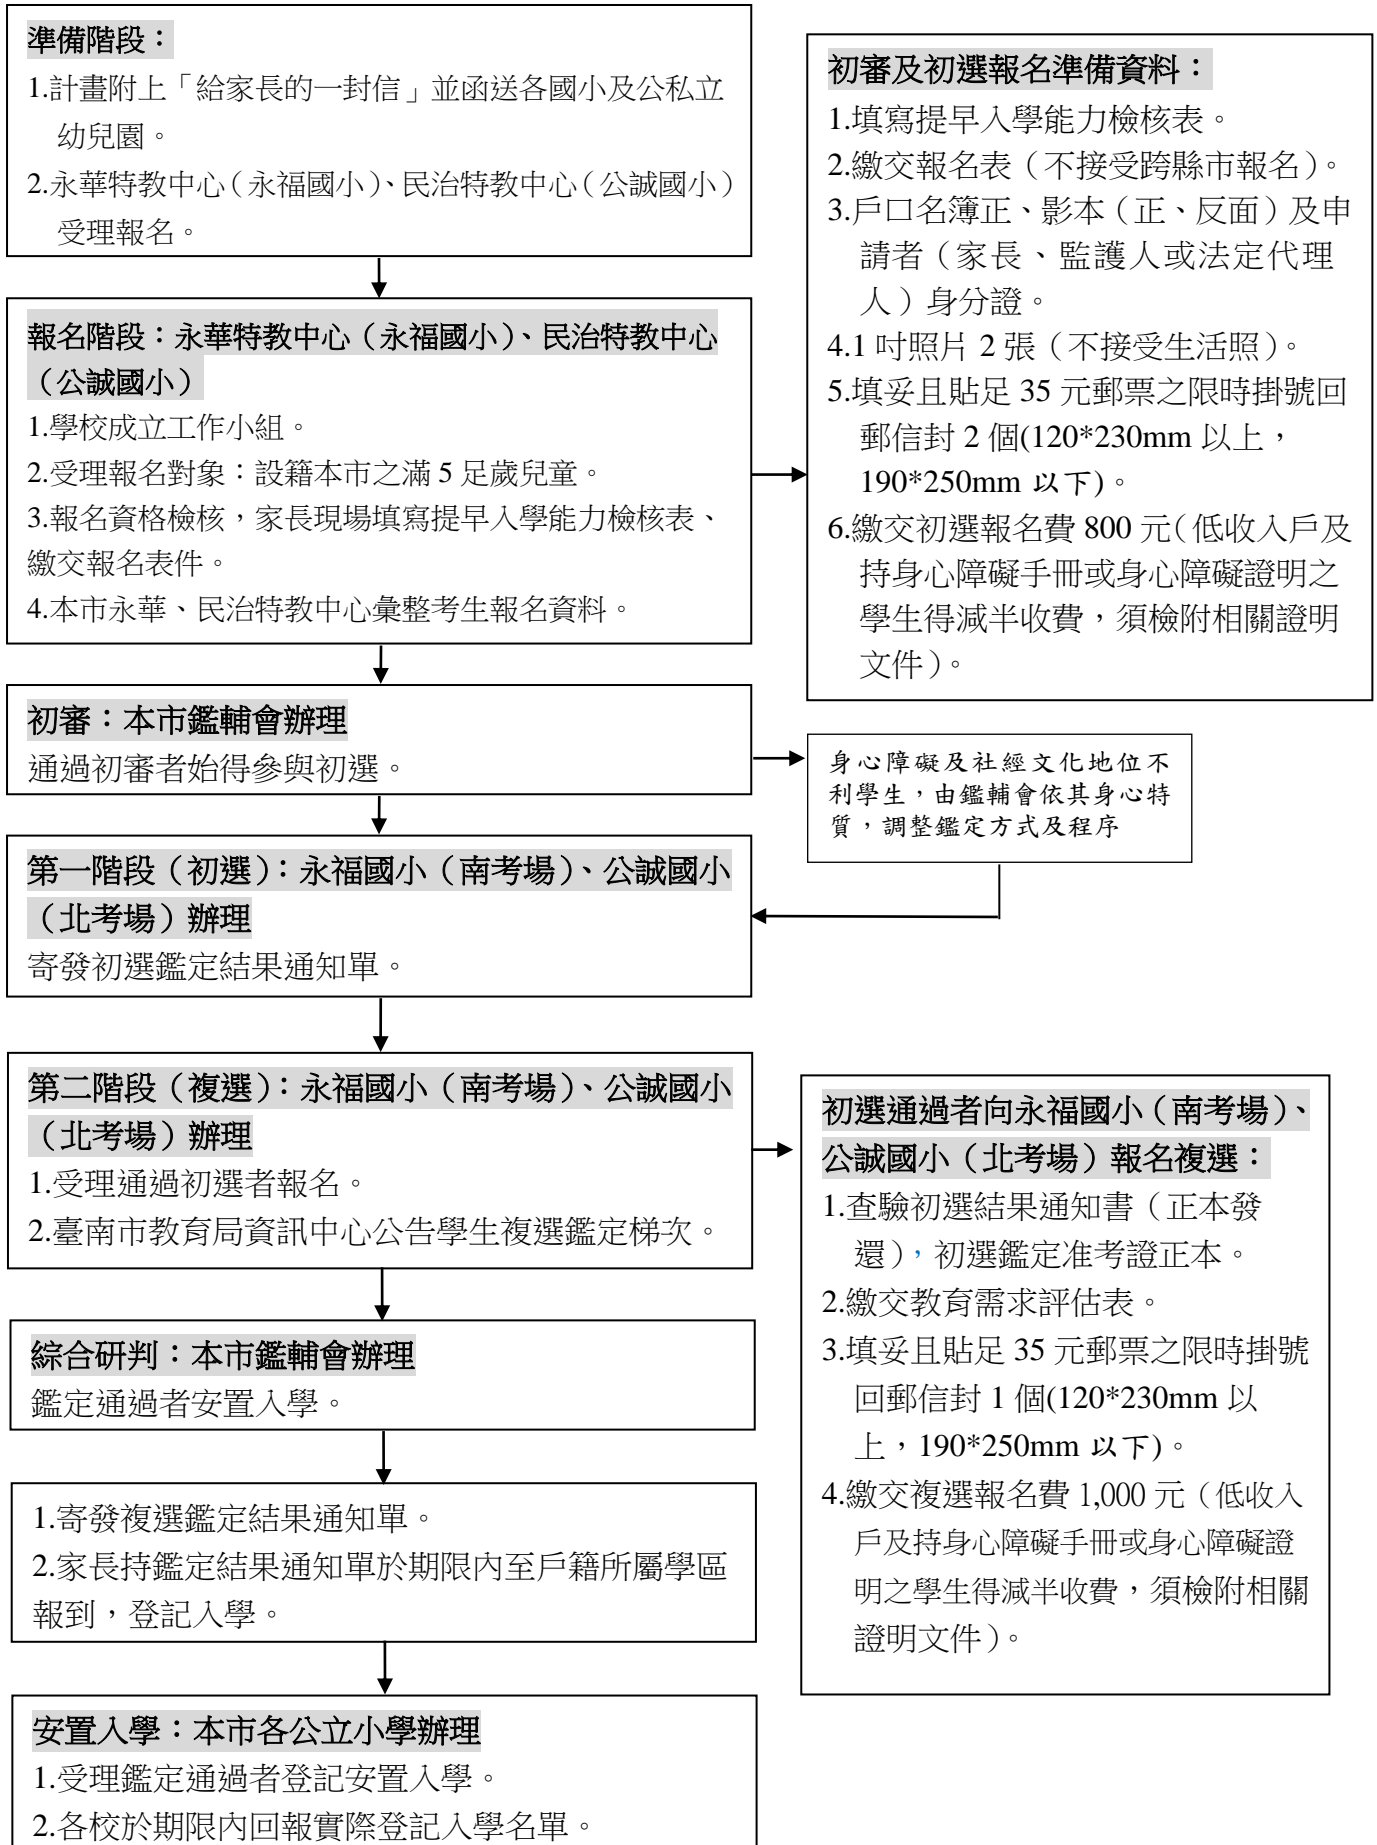 準備階段：
1.計畫附上「給家長的一封信」並函送各國小及公私立
幼兒園。
2.永華特教中心（永福國小）、民治特教中心（公誠國小）
受理報名。
初審及初選報名準備資料：
1.填寫提早入學能力檢核表。
2.繳交報名表（不接受跨縣市報名）。
3.戶口名簿正、影本（正、反面）及申
請者（家長、監護人或法定代理
人）身分證。
4.1 吋照片 2 張（不接受生活照）。
5.填妥且貼足 35 元郵票之限時掛號回
郵信封 2 個(120*230mm 以上，
190*250mm 以下)。
6.繳交初選報名費 800 元（低收入戶及
持身心障礙手冊或身心障礙證明之
學生得減半收費，須檢附相關證明
文件）。
報名階段：永華特教中心（永福國小）、民治特教中心
（公誠國小）
1.學校成立工作小組。
2.受理報名對象：設籍本市之滿 5 足歲兒童。
3.報名資格檢核，家長現場填寫提早入學能力檢核表、
繳交報名表件。
4.本市永華、民治特教中心彙整考生報名資料。
初審：本市鑑輔會辦理
通過初審者始得參與初選。
身心障礙及社經文化地位不
利學生，由鑑輔會依其身心特
質，調整鑑定方式及程序
第一階段（初選）：永福國小（南考場）、公誠國小
（北考場）辦理
寄發初選鑑定結果通知單。
第二階段（複選）：永福國小（南考場）、公誠國小
（北考場）辦理
1.受理通過初選者報名。
2.臺南市教育局資訊中心公告學生複選鑑定梯次。
初選通過者向永福國小（南考場）、
公誠國小（北考場）報名複選：
1.查驗初選結果通知書（正本發
還），初選鑑定准考證正本。
2.繳交教育需求評估表。
3.填妥且貼足 35 元郵票之限時掛號
回郵信封 1 個(120*230mm 以
上，190*250mm 以下)。
4.繳交複選報名費 1,000 元（低收入
戶及持身心障礙手冊或身心障礙證
明之學生得減半收費，須檢附相關
證明文件）。
綜合研判：本市鑑輔會辦理
鑑定通過者安置入學。
1.寄發複選鑑定結果通知單。
2.家長持鑑定結果通知單於期限內至戶籍所屬學區
報到，登記入學。
安置入學：本市各公立小學辦理
1.受理鑑定通過者登記安置入學。
2.各校於期限內回報實際登記入學名單。